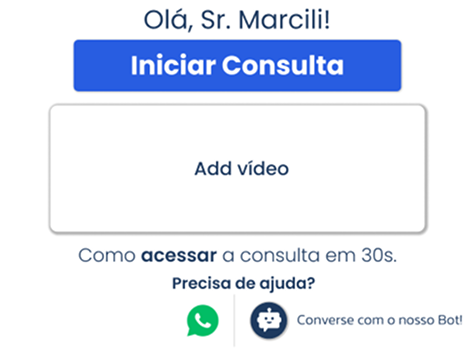 Olá, Sr. Marcili!
Iniciar Consulta
Add vídeo
Como acessar a consulta em 30s.
Precisa de ajuda?
Converse com o nosso Bot!